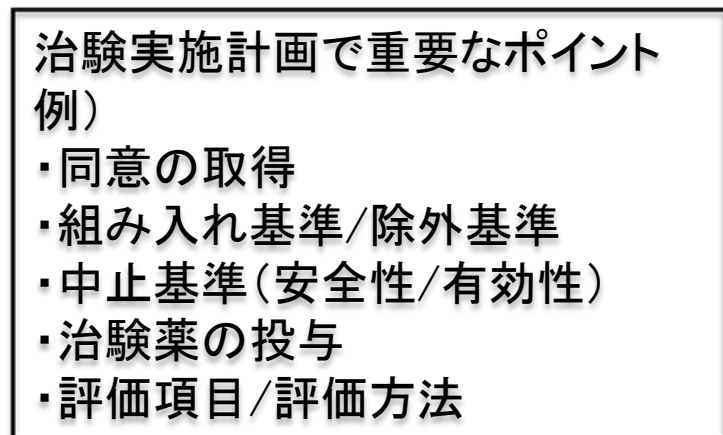 治験実施計画で重要なポイント
例）
・同意の取得
・組み入れ基準/除外基準
・中止基準（安全性/有効性）
・治験薬の投与
・評価項目/評価方法